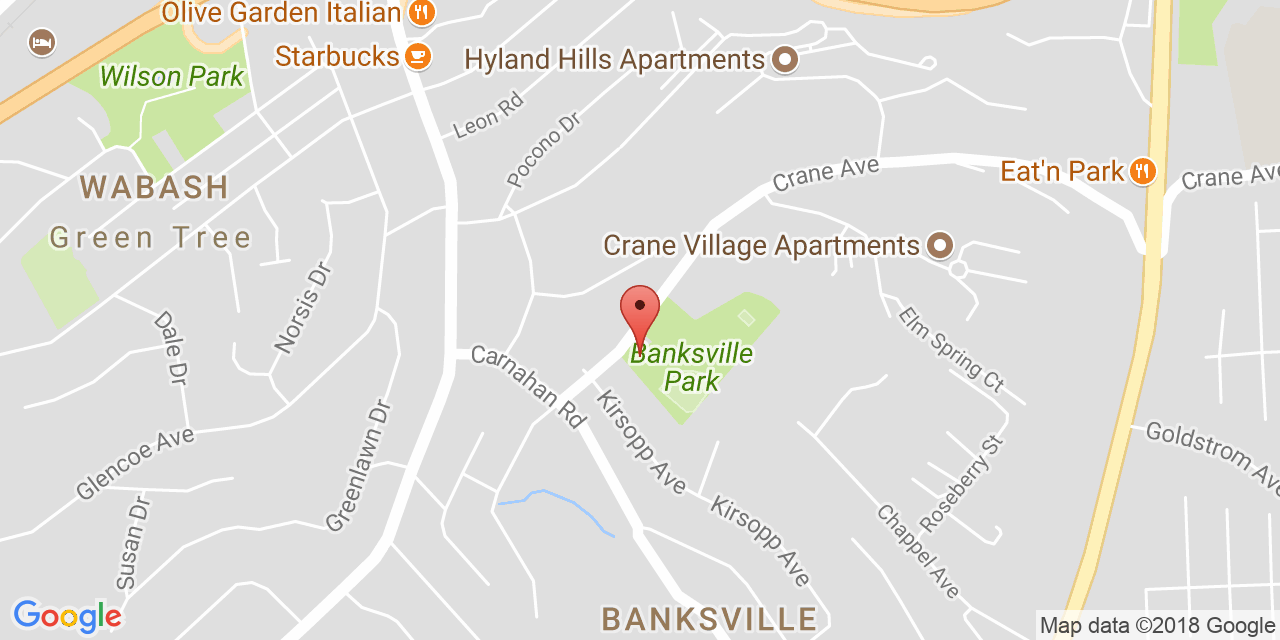 Olive Garden Italian
Starbucks
Wilson Park
Hyland Hills Apartments
Leon Rd
Pocono Dr
Crane Ave
Eat'n Park
Crane Ave
WABASH
Green Tree
Crane Village Apartments
Norsis Dr
Dale Dr
Elm Spring Ct
Banksville
Park
Carnahan Rd
Kirsopp Ave
Greenlawn Dr
Glencoe Ave
Goldstrom Ave
Roseberry St
Susan Dr
Kirsopp Ave
Chappel Ave
Google
BANKSVILLE
Map data ©2018 Google